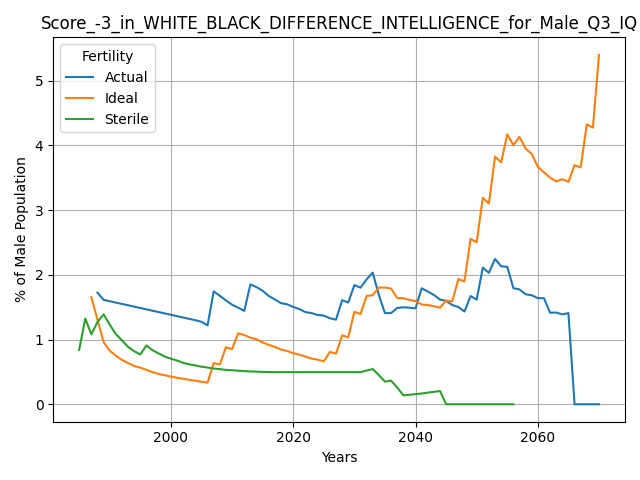 Score_-3_in_WHITE_BLACK_DIFFERENCE_INTELLIGENCE_for_Male_Q3_IQ
Fertility
Actual
Ideal
Sterile
% of Male Population
5
4
3
2
1
0
2000 2020 2040 2060
Years